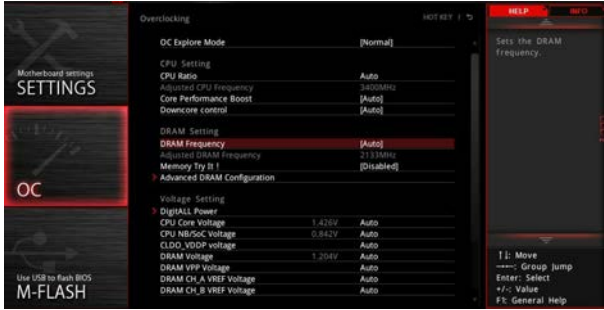 Overclocking
HOT KEY
HELP
INFO
OC Explore Mode [Normal]
CPU Setting
CPU Ratio Auto
Adjusted CPU Frequency 3400MHz
Core Performance Boost [Auto]
Downcore control [Auto]
DRAM Setting
DRAM Frequency [Auto]
Adjusted DRAM Frequency 2133MHz
Memory Try It ! [Disabled]
Advanced DRAM Configuration
Voltage Setting
DigitALL Power
CPU Core Voltage 1.426V Auto
CPU NB/SoC Voltage 0.842V Auto
CLDO_VDDP voltage Auto
DRAM Voltage 1.204V Auto
DRAM VPP Voltage Auto
DRAM CH_A VREF Voltage Auto
DRAM CH_B VREF Voltage Auto
Motherboard settings
SETTINGS
OC
Use USB to flash BIOS
M-FLASH
Sets the DRAM
frequency.
↑↓: Move
→←: Group Jump
Enter: Select
+/-: Value
F1: General Help